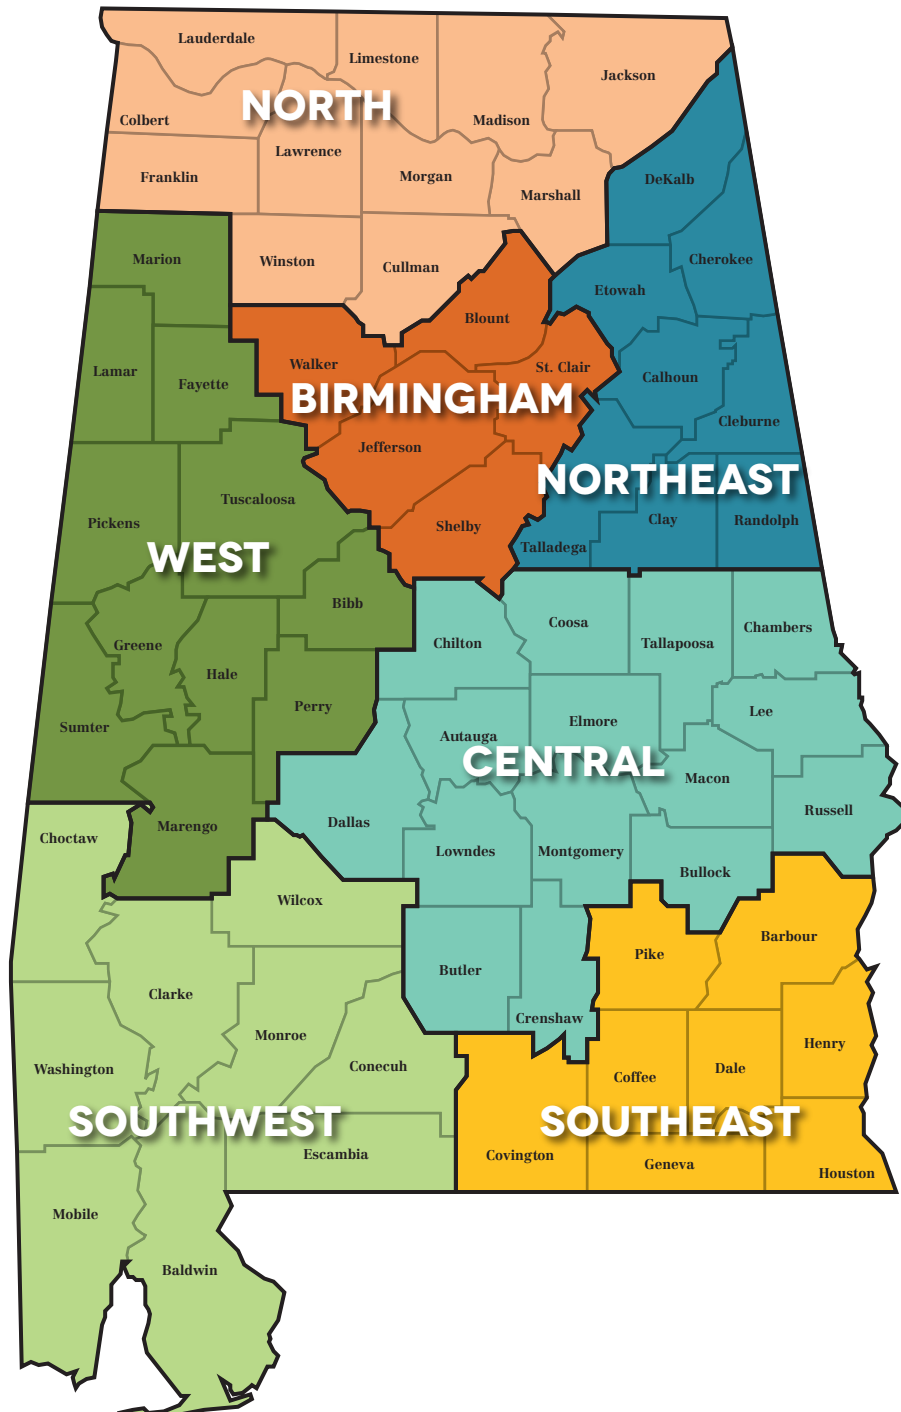 Lauderdale
Limestone
Jackson
NORTH
Colbert
Madison
Lawrence
Franklin
Morgan
DeKalb
Marshall
Marion
Winston
Cullman
Cherokee
Etowah
Blount
Lamar
Walker
St. Clair
Fayette
Calhoun
BIRMINGHAM
Cleburne
Jefferson
NORTHEAST
Tuscaloosa
Pickens
Shelby
Clay
Randolph
WEST
Talladega
Bibb
Coosa
Chambers
Greene
Chilton
Tallapoosa
Hale
Perry
Lee
Sumter
Elmore
Autauga
CENTRAL
Macon
Russell
Dallas
Marengo
Choctaw
Lowndes
Montgomery
Bullock
Wilcox
Barbour
Pike
Butler
Clarke
Crenshaw
Monroe
Henry
Conecuh
Washington
Dale
Coffee
SOUTHWEST
SOUTHEAST
Escambia
Covington
Geneva
Houston
Mobile
Baldwin